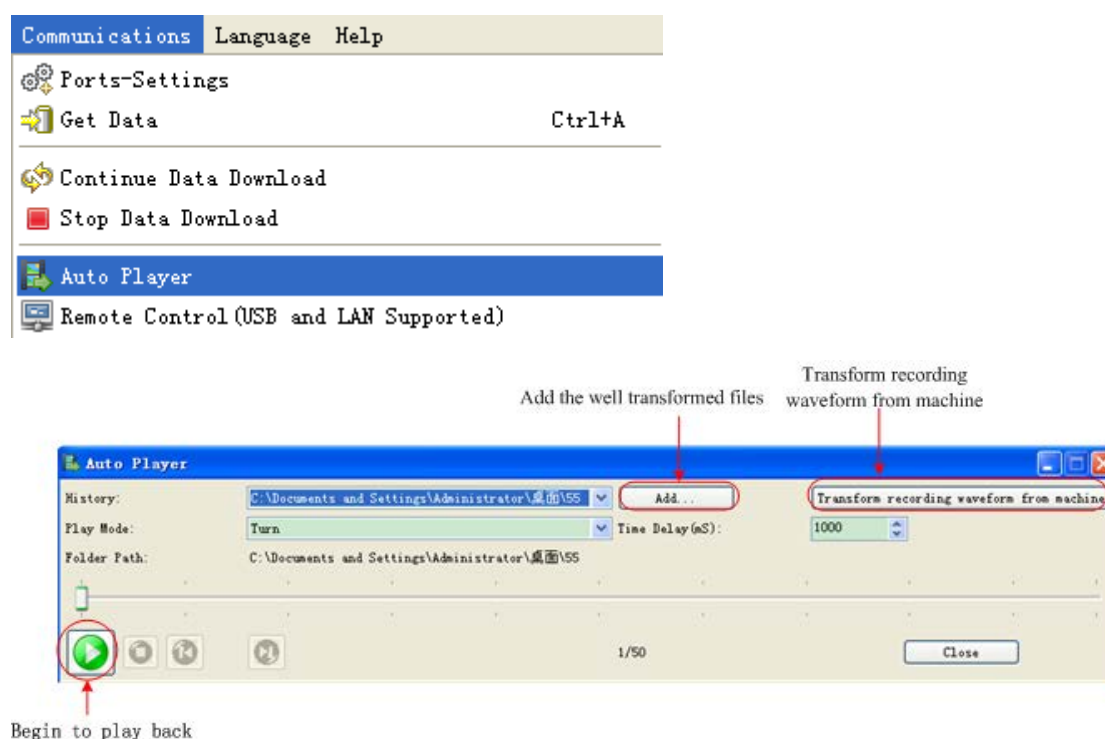 Communications Language Help
Ports-Settings
Get Data Ctrl+A
Continue Data Download
Stop Data Download
Auto Player
Remote Control(USB and LAN Supported)
Transform recording
Add the well transformed files waveform from machine
Auto Player
History: C:\Documents and Settings\Administrator\桌面\55 Add... Transform recording waveform from machine
Play Mode: Turn Time Delay(mS): 1000
Folder Path: C:\Documents and Settings\Administrator\桌面\55
1/50 Close
Begin to play back